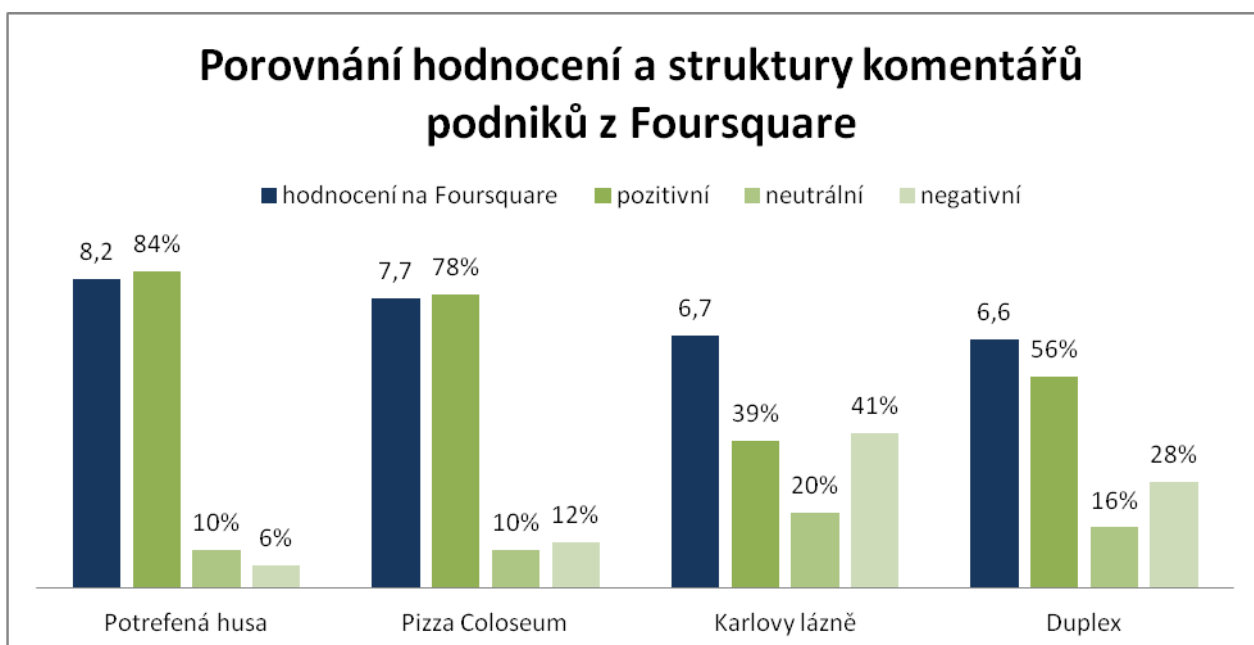 Porovnání hodnocení a struktury komentářů
podniků z Foursquare
hodnocení na Foursquare pozitivní neutrální negativní
8,2 84% 10% 6%
7,7 78% 10% 12%
6,7 39% 20% 41%
6,6 56% 16% 28%
Potrefená husa Pizza Coloseum Karlovy lázně Duplex